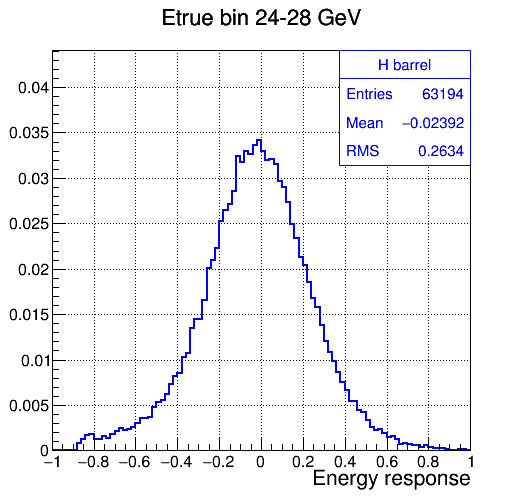 Etrue bin 24-28 GeV
H barrel
Entries 63194
Mean −0.02392
RMS 0.2634
0.04
0.035
0.03
0.025
0.02
0.015
0.01
0.005
0
−1 −0.8 −0.6 −0.4 −0.2 0 0.2 0.4 0.6 0.8 1
Energy response